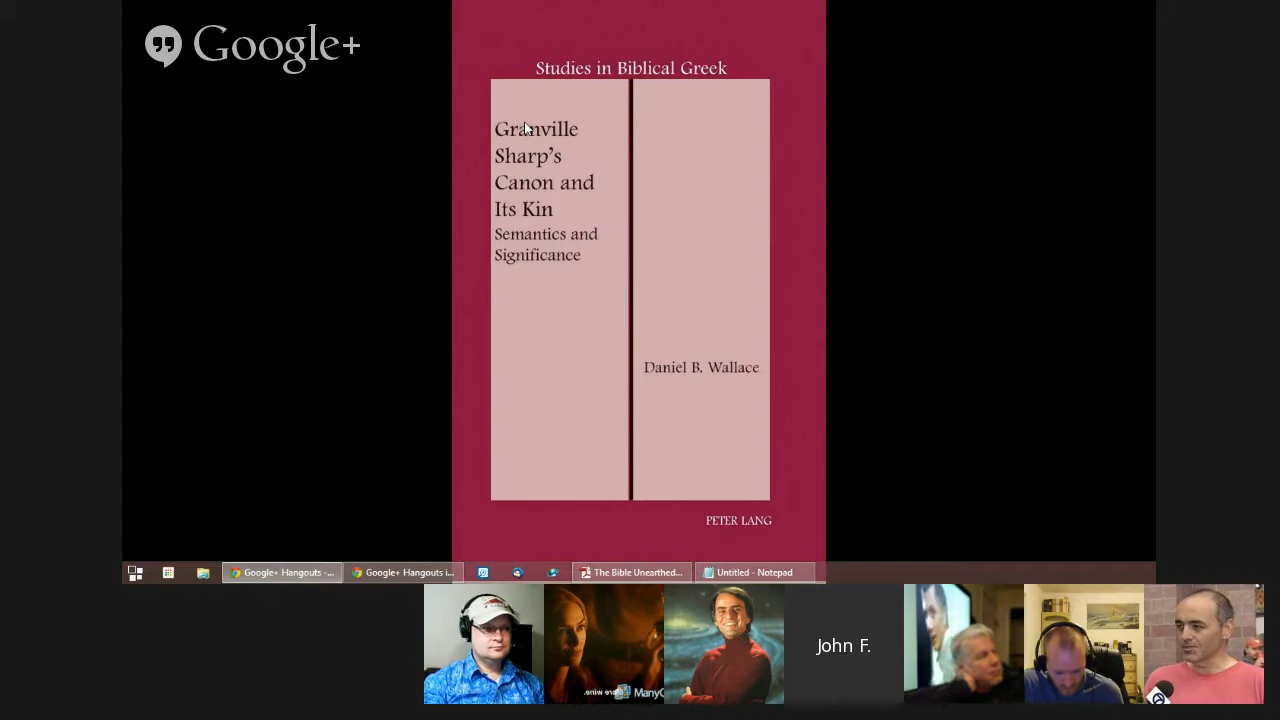 Google+
Studies in Biblical Greek
Granville
Sharp's
Canon and
Its Kin
Semantics and
Significance
Daniel B. Wallace
PETER LANG
Google+ Hangouts -...
Google+ Hangouts i...
The Bible Unearthed...
Untitled - Notepad
John F.